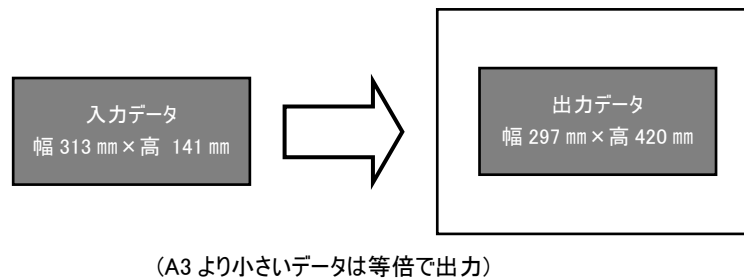 入力データ
幅 313 ㎜×高 141 ㎜
出力データ
幅 297 ㎜×高 420 ㎜
(A3 より小さいデータは等倍で出力)